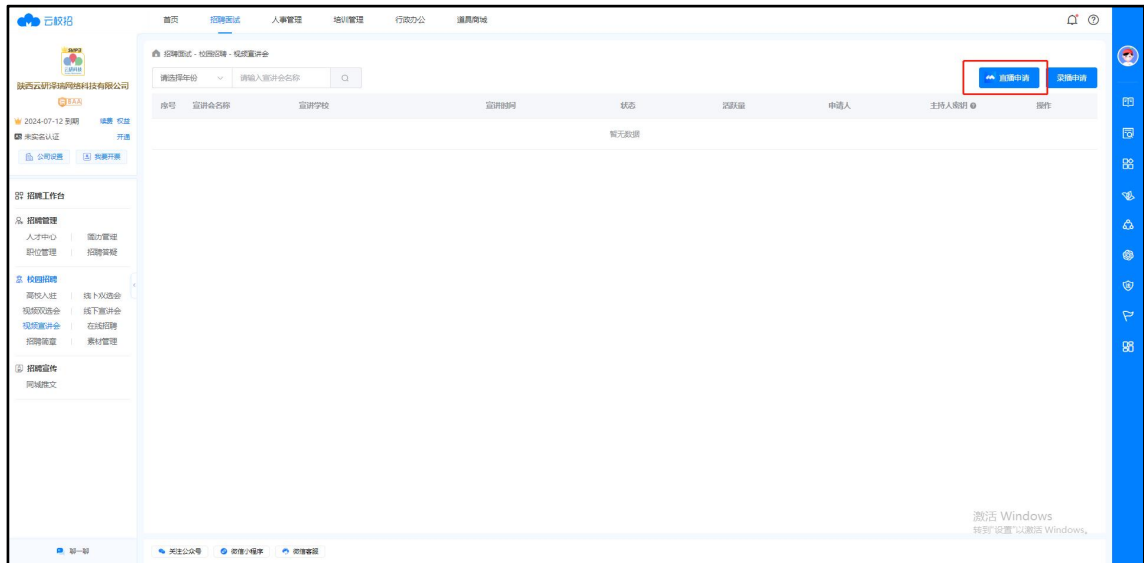 云校招
首页 招聘面试 人事管理 培训管理 行政办公 道具商城
招聘面试 - 校园招聘 - 视频宣讲会
陕西云研泽瑞网络科技有限公司
请选择年份 请输入宣讲会名称 直播申请 录播申请
序号 宣讲会名称 宣讲学校 宣讲时间 状态 活跃量 申请人 主持人密钥 操作
2024-07-12 到期 续费 权益
暂无数据
未实名认证 开通
公司设置 我要开票
招聘工作台
招聘管理
人才中心 简历管理
职位管理 招聘答疑
校园招聘
高校入驻 线下双选会
视频双选会 线下宣讲会
视频宣讲会 在线招聘
招聘简章 素材管理
招聘宣传
同城推文
激活 Windows
转到"设置"以激活 Windows。
聊一聊 关注公众号 微信小程序 微信客服